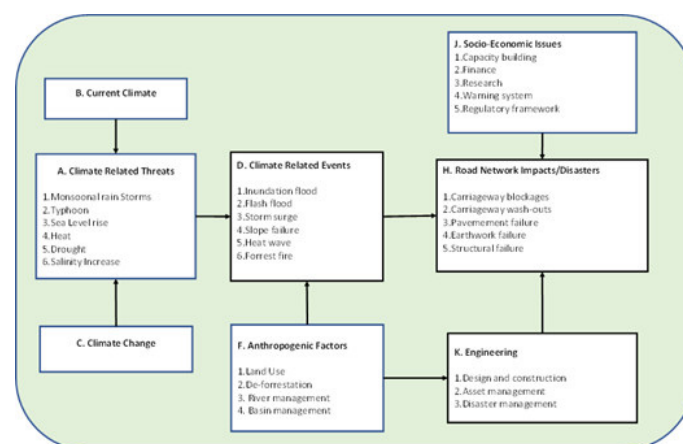 J. Socio-Economic Issues
1.Capacity building
2.Finance
3.Research
4.Warning system
5.Regulatory framework
B. Current Climate
A. Climate Related Threats
1.Monsoonal rain Storms
2.Typhoon
3.Sea Level rise
4.Heat
5.Drought
6.Salinity Increase
D. Climate Related Events
1.Inundation flood
2.Flash flood
3.Storm surge
4.Slope failure
5.Heat wave
6.Forrest fire
H. Road Network Impacts/Disasters
1.Carriageway blockages
2.Carriageway wash-outs
3.Pavemement failure
4.Earthwork failure
5.Structural failure
C. Climate Change
F. Anthropogenic Factors
1.Land Use
2.De-forrestation
3. River management
4. Basin management
K. Engineering
1.Design and construction
2.Asset management
3.Disaster management